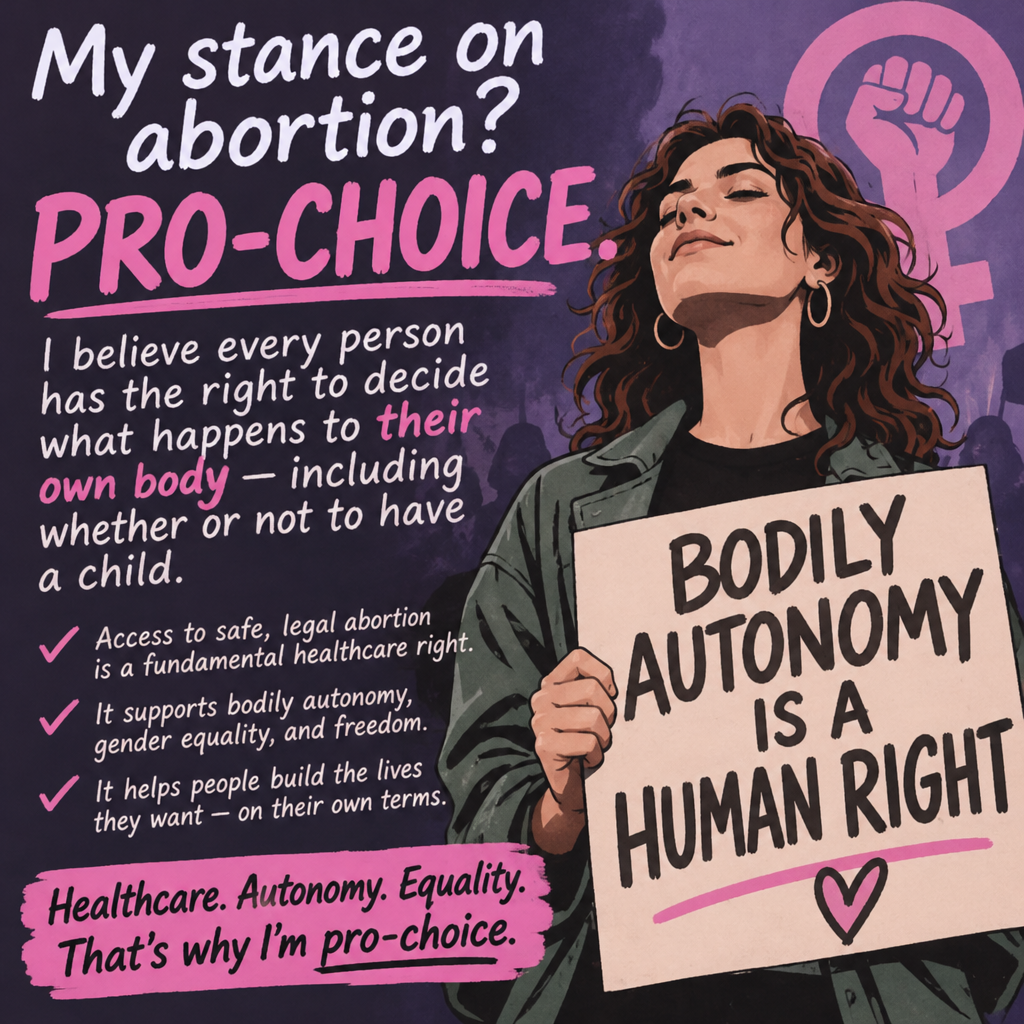 My stance on
abortion?
PRO-CHOICE.
I believe every person
has the right to decide
what happens to their
own body — including
whether or not to have
a child.
Access to safe, legal abortion
is a fundamental healthcare right.
It supports bodily autonomy,
gender equality, and freedom.
It helps people build the lives
they want — on their own terms.
Healthcare. Autonomy. Equality.
That's why I'm pro-choice.
BODILY
AUTONOMY
IS A
HUMAN RIGHT